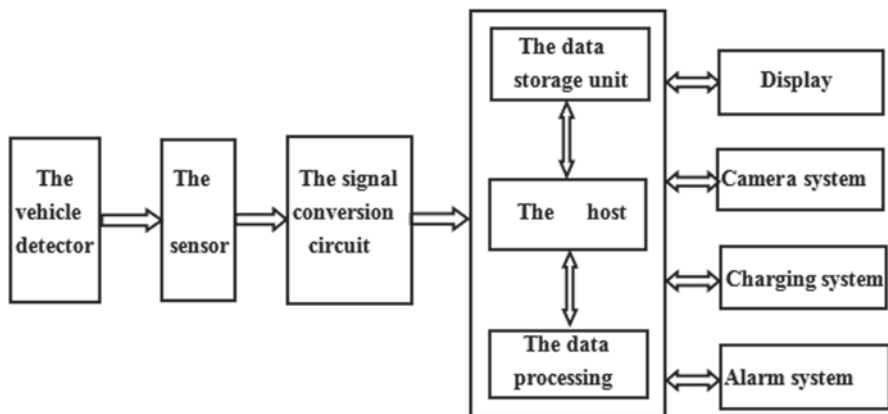 The
vehicle
detector
The
sensor
The signal
conversion
circuit
The data
storage unit
The host
The data
processing
Display
Camera system
Charging system
Alarm system